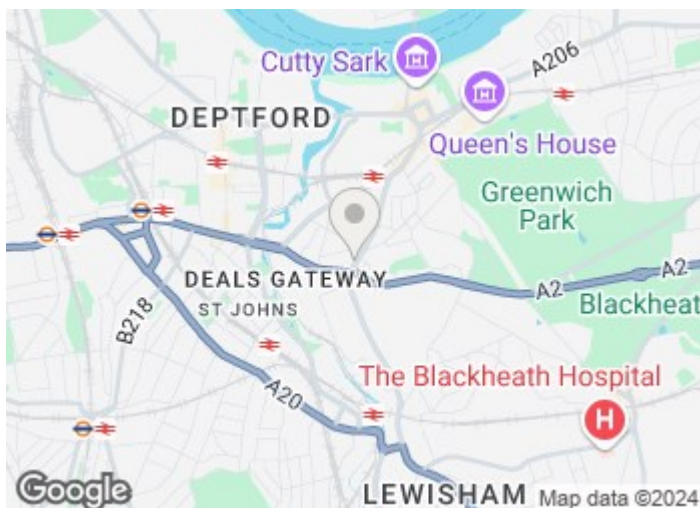 Cutty Sark
A206
DEPTFORD
Queen's House
Greenwich
Park
DEALS GATEWAY
A2
A2
ST JOHNS
Blackheat
B218
The Blackheath Hospital
H
A20
Google
LEWISHAM
Map data ©2024